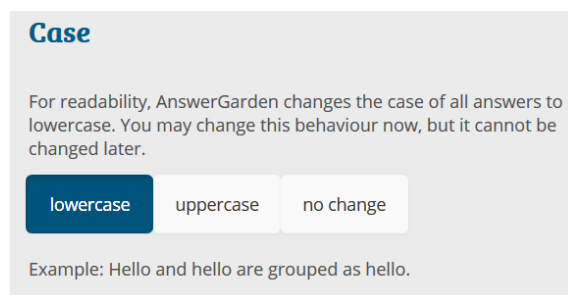 Case
For readability, AnswerGarden changes the case of all answers to
lowercase. You may change this behaviour now, but it cannot be
changed later.
lowercase uppercase no change
Example: Hello and hello are grouped as hello.